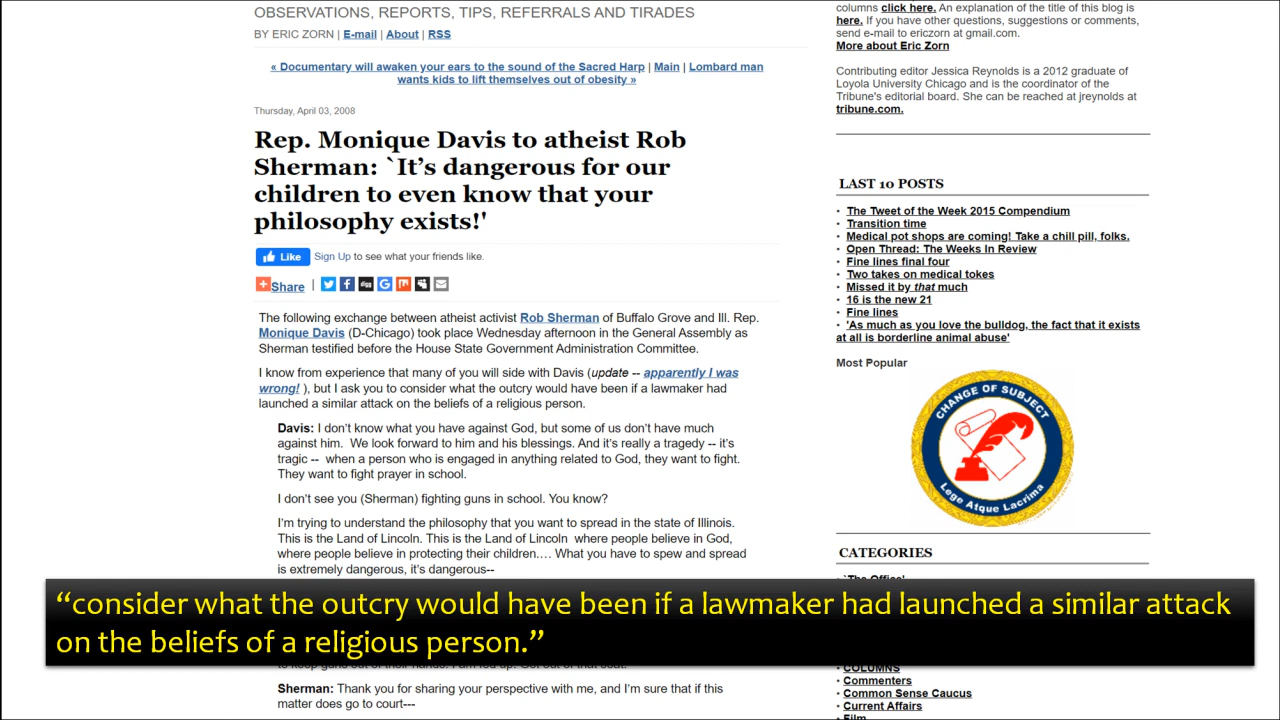 OBSERVATIONS, REPORTS, TIPS, REFERRALS AND TIRADES
BY ERIC ZORN | E-mail | About | RSS
« Documentary will awaken your ears to the sound of the Sacred Harp | Main | Lombard man
wants kids to lift themselves out of obesity »
Thursday, April 03, 2008
Rep. Monique Davis to atheist Rob
Sherman: `It’s dangerous for our
children to even know that your
philosophy exists!'
Like Sign Up to see what your friends like.
Share |
The following exchange between atheist activist Rob Sherman of Buffalo Grove and Ill. Rep.
Monique Davis (D-Chicago) took place Wednesday afternoon in the General Assembly as
Sherman testified before the House State Government Administration Committee.
I know from experience that many of you will side with Davis (update -- apparently I was
wrong! ), but I ask you to consider what the outcry would have been if a lawmaker had
launched a similar attack on the beliefs of a religious person.
Davis: I don’t know what you have against God, but some of us don’t have much
against him. We look forward to him and his blessings. And it’s really a tragedy -- it’s
tragic -- when a person who is engaged in anything related to God, they want to fight.
They want to fight prayer in school.
I don’t see you (Sherman) fighting guns in school. You know?
I’m trying to understand the philosophy that you want to spread in the state of Illinois.
This is the Land of Lincoln. This is the Land of Lincoln where people believe in God,
where people believe in protecting their children.… What you have to spew and spread
is extremely dangerous, it’s dangerous--
“consider what the outcry would have been if a lawmaker had launched a similar attack
on the beliefs of a religious person.”
Sherman: Thank you for sharing your perspective with me, and I’m sure that if this
matter does go to court---
columns click here. An explanation of the title of this blog is
here. If you have other questions, suggestions or comments,
send e-mail to ericzorn at gmail.com.
More about Eric Zorn
Contributing editor Jessica Reynolds is a 2012 graduate of
Loyola University Chicago and is the coordinator of the
Tribune's editorial board. She can be reached at jreynolds at
tribune.com.
LAST 10 POSTS
• The Tweet of the Week 2015 Compendium
• Transition time
• Medical pot shops are coming! Take a chill pill, folks.
• Open Thread: The Weeks In Review
• Fine lines final four
• Two takes on medical tokes
• Missed it by that much
• 16 is the new 21
• Fine lines
• 'As much as you love the bulldog, the fact that it exists
at all is borderline animal abuse'
Most Popular
CHANGE OF SUBJECT
Lege Atque Lacrima
CATEGORIES
• `The Office'
• COLUMNS
• Commenters
• Common Sense Caucus
• Current Affairs
• Film